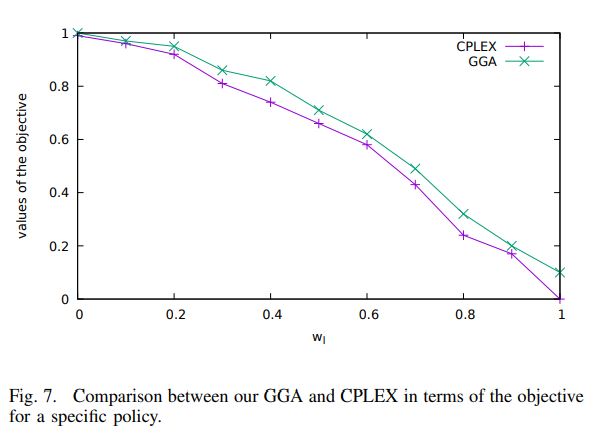 1
CPLEX
GGA
0.8
0.6
0.4
0.2
0
values of the objective
0 0.2 0.4 0.6 0.8 1
wl
Fig. 7. Comparison between our GGA and CPLEX in terms of the objective
for a specific policy.